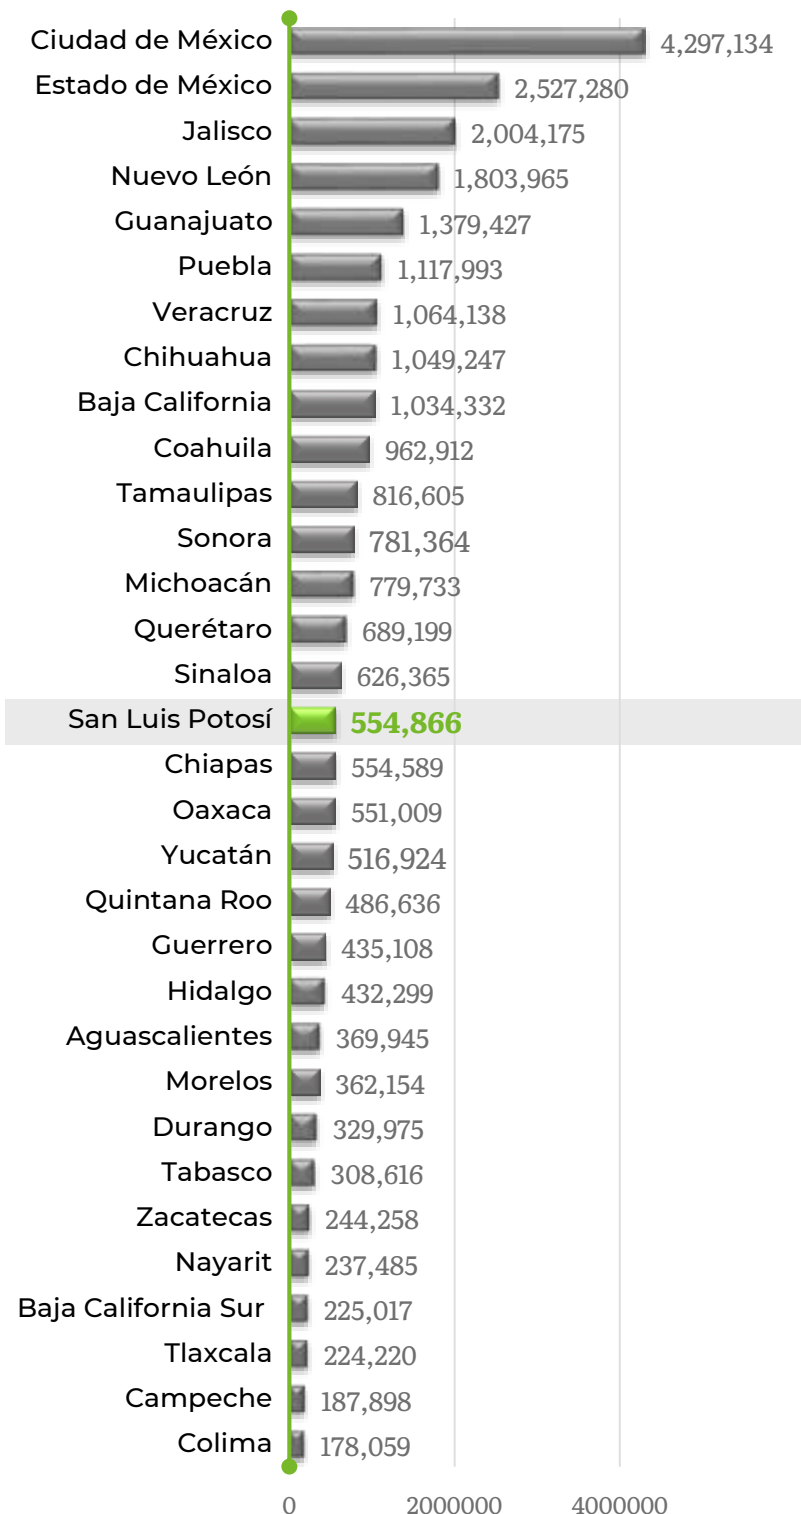 Ciudad de México 4,297,134
Estado de México 2,527,280
Jalisco 2,004,175
Nuevo León 1,803,965
Guanajuato 1,379,427
Puebla 1,117,993
Veracruz 1,064,138
Chihuahua 1,049,247
Baja California 1,034,332
Coahuila 962,912
Tamaulipas 816,605
Sonora 781,364
Michoacán 779,733
Querétaro 689,199
Sinaloa 626,365
San Luis Potosí 554,866
Chiapas 554,589
Oaxaca 551,009
Yucatán 516,924
Quintana Roo 486,636
Guerrero 435,108
Hidalgo 432,299
Aguascalientes 369,945
Morelos 362,154
Durango 329,975
Tabasco 308,616
Zacatecas 244,258
Nayarit 237,485
Baja California Sur 225,017
Tlaxcala 224,220
Campeche 187,898
Colima 178,059
0 2000000 4000000